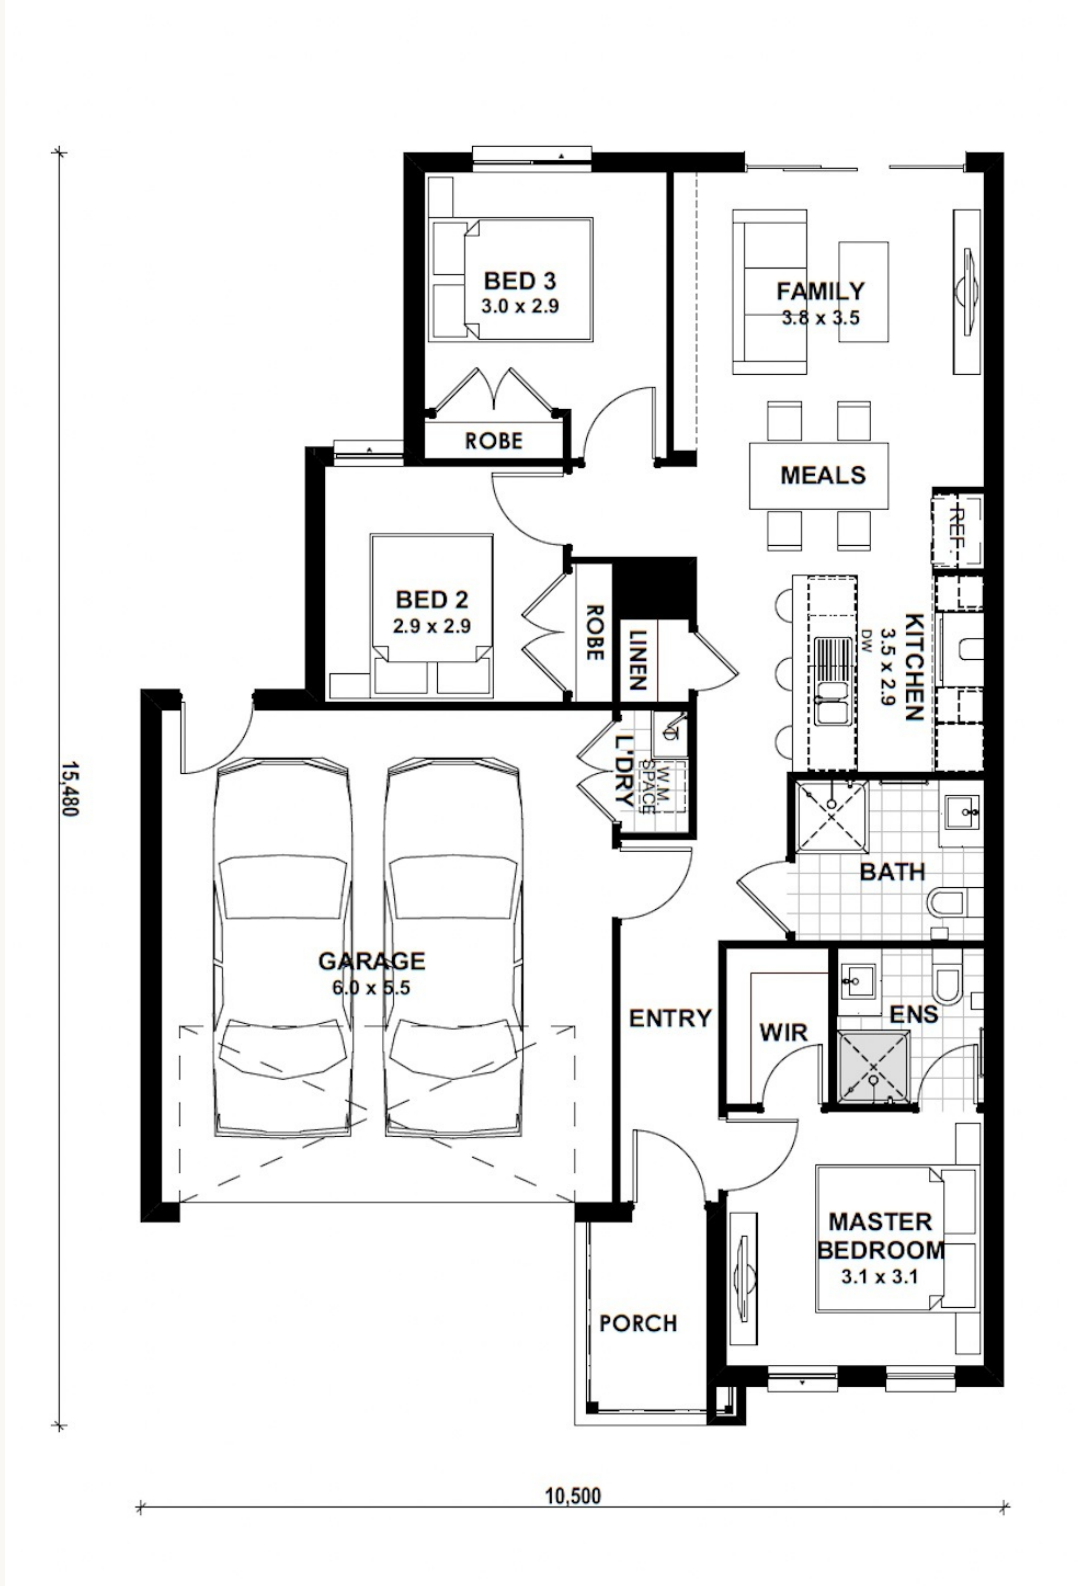 BED 3
3.0 x 2.9
FAMILY
3.8 x 3.5
ROBE
MEALS
REF.
BED 2
2.9 x 2.9
ROBE
LINEN
KITCHEN
3.5 x 2.9
DW
L'DRY
W.M.
SPACE
15,480
BATH
GARAGE
6.0 x 5.5
ENTRY
WIR
ENS
MASTER
BEDROOM
3.1 x 3.1
PORCH
10,500